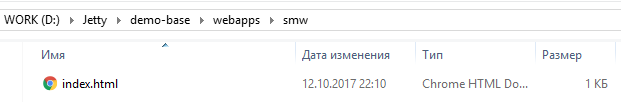 WORK (D:) › Jetty › demo-base › webapps › smw
Имя Дата изменения Тип Размер
index.html 12.10.2017 22:10 Chrome HTML Do... 1 КБ